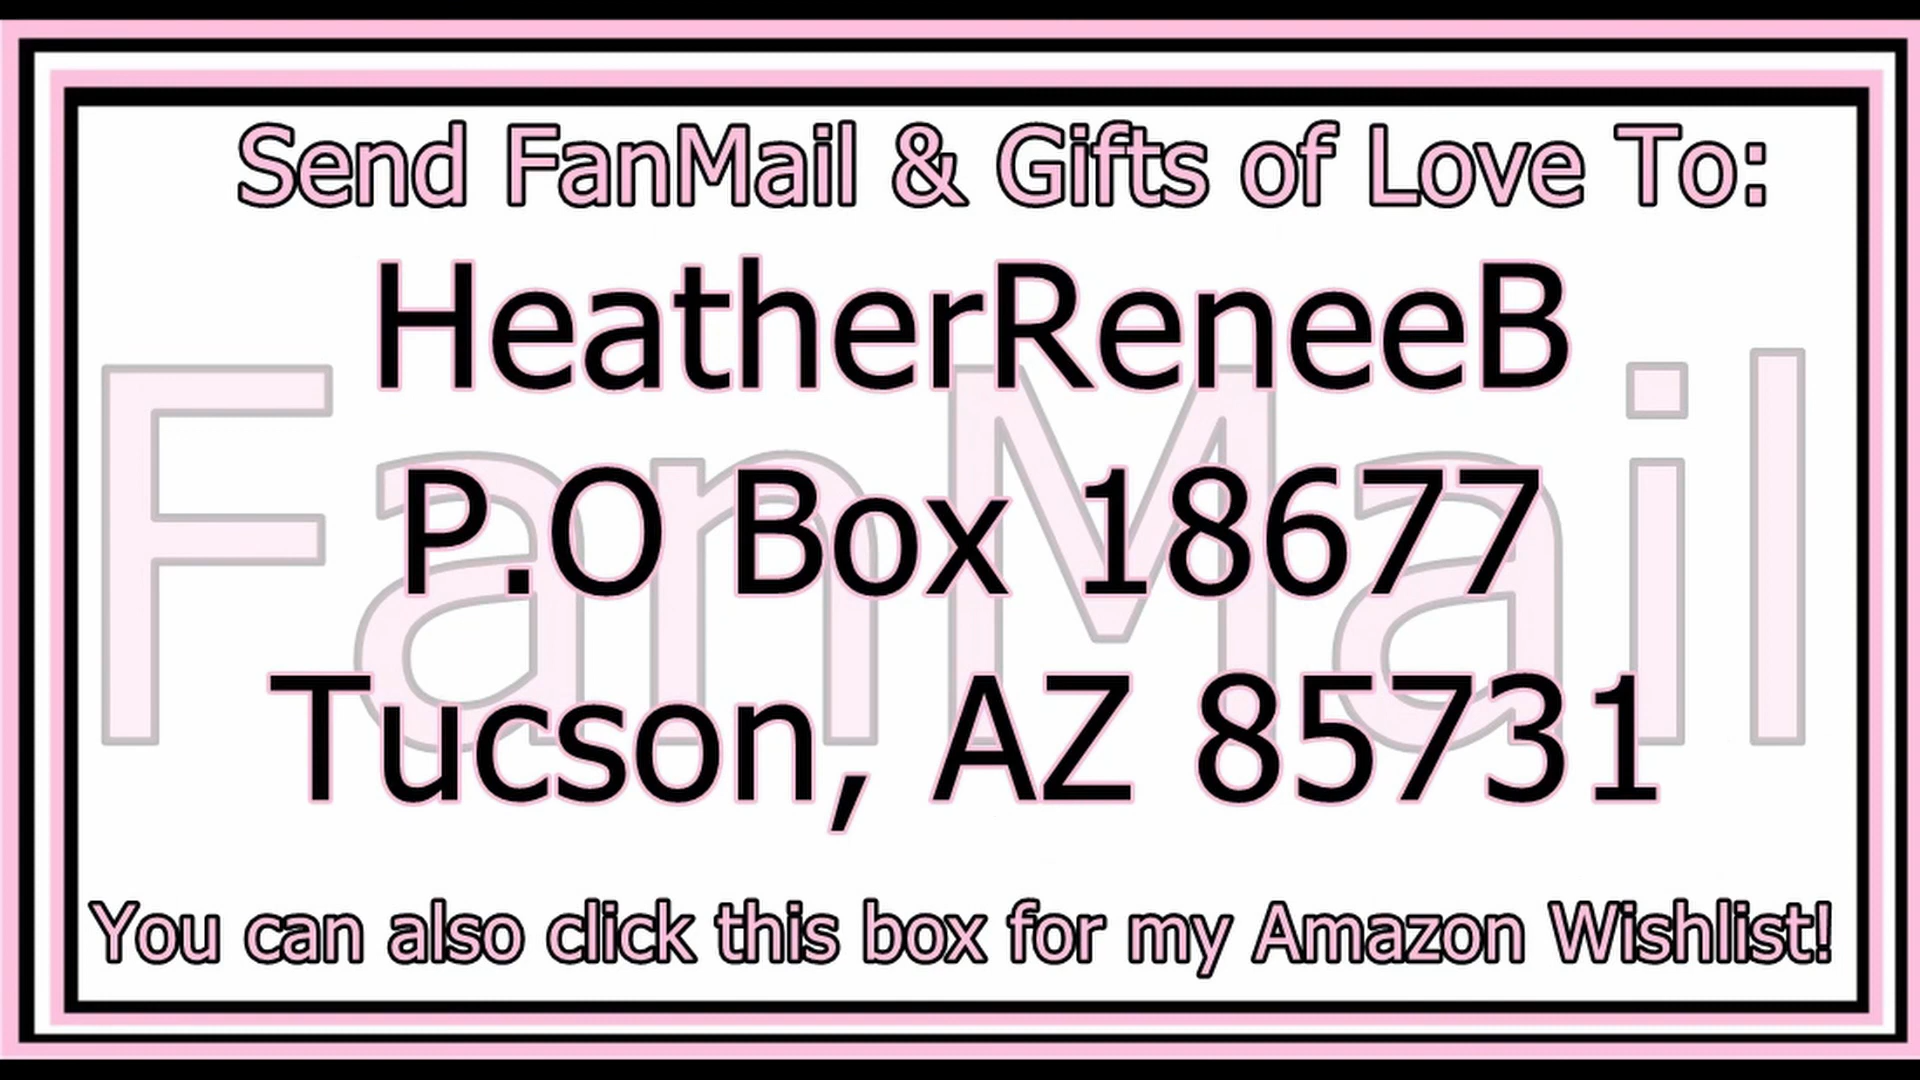 Send FanMail & Gifts of Love To:
HeatherReneeB
FanMail
P.O Box 18677
Tucson, AZ 85731
You can also click this box for my Amazon Wishlist!